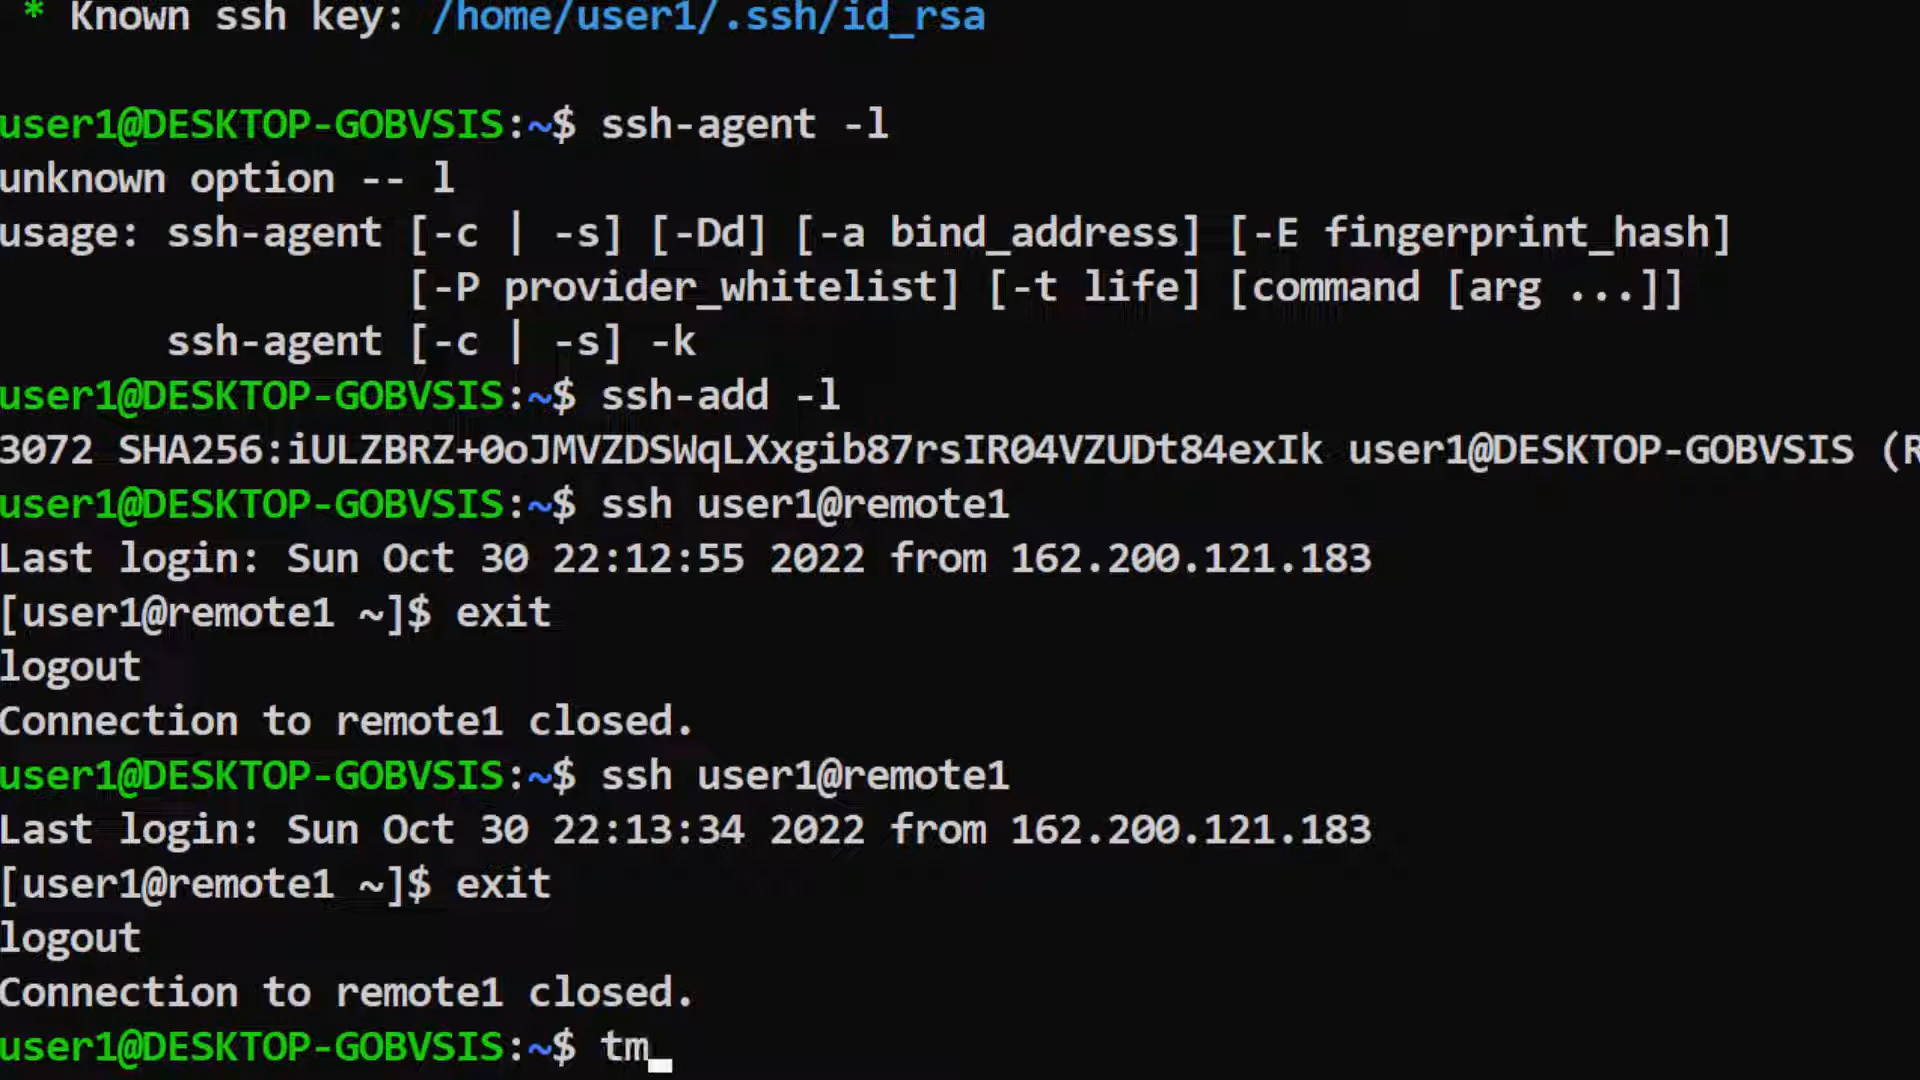 * Known ssh key: /home/user1/.ssh/id_rsa
user1@DESKTOP-GOBVSIS:~$ ssh-agent -l
unknown option -- l
usage: ssh-agent [-c | -s] [-Dd] [-a bind_address] [-E fingerprint_hash]
[-P provider_whitelist] [-t life] [command [arg ...]]
ssh-agent [-c | -s] -k
user1@DESKTOP-GOBVSIS:~$ ssh-add -l
3072 SHA256:iULZBRZ+0oJMVZDSWqLXxgib87rsIR04VZUDt84exIk user1@DESKTOP-GOBVSIS (R
user1@DESKTOP-GOBVSIS:~$ ssh user1@remote1
Last login: Sun Oct 30 22:12:55 2022 from 162.200.121.183
[user1@remote1 ~]$ exit
logout
Connection to remote1 closed.
user1@DESKTOP-GOBVSIS:~$ ssh user1@remote1
Last login: Sun Oct 30 22:13:34 2022 from 162.200.121.183
[user1@remote1 ~]$ exit
logout
Connection to remote1 closed.
user1@DESKTOP-GOBVSIS:~$ tm